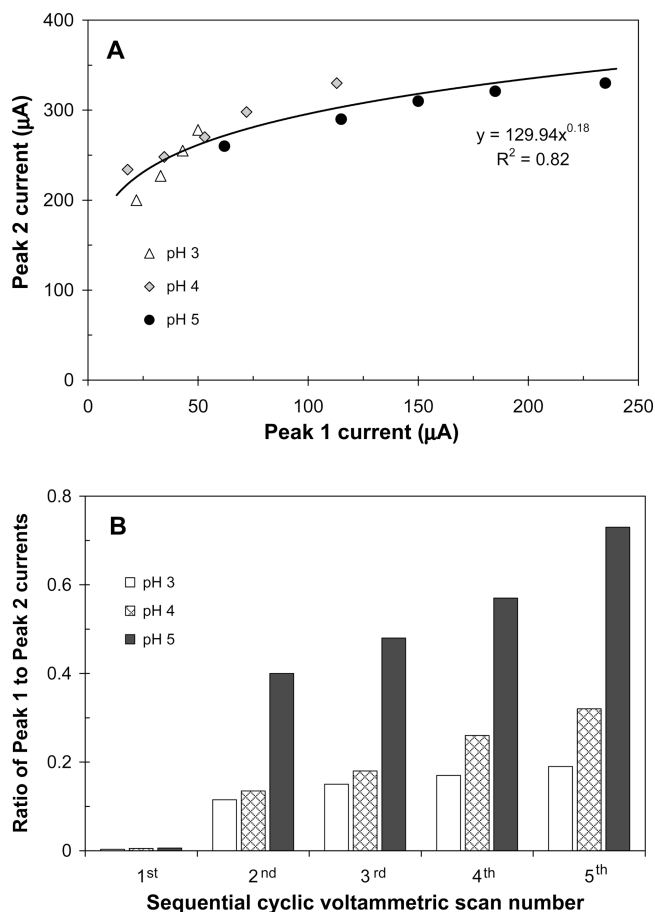 A
Peak 2 current (μA)
400
300
200
100
0
y = 129.94x^0.18
R^2 = 0.82
pH 3
pH 4
pH 5
0 50 100 150 200 250
Peak 1 current (μA)
B
Ratio of Peak 1 to Peak 2 currents
0.8
0.6
0.4
0.2
0
pH 3
pH 4
pH 5
1st 2nd 3rd 4th 5th
Sequential cyclic voltammetric scan number